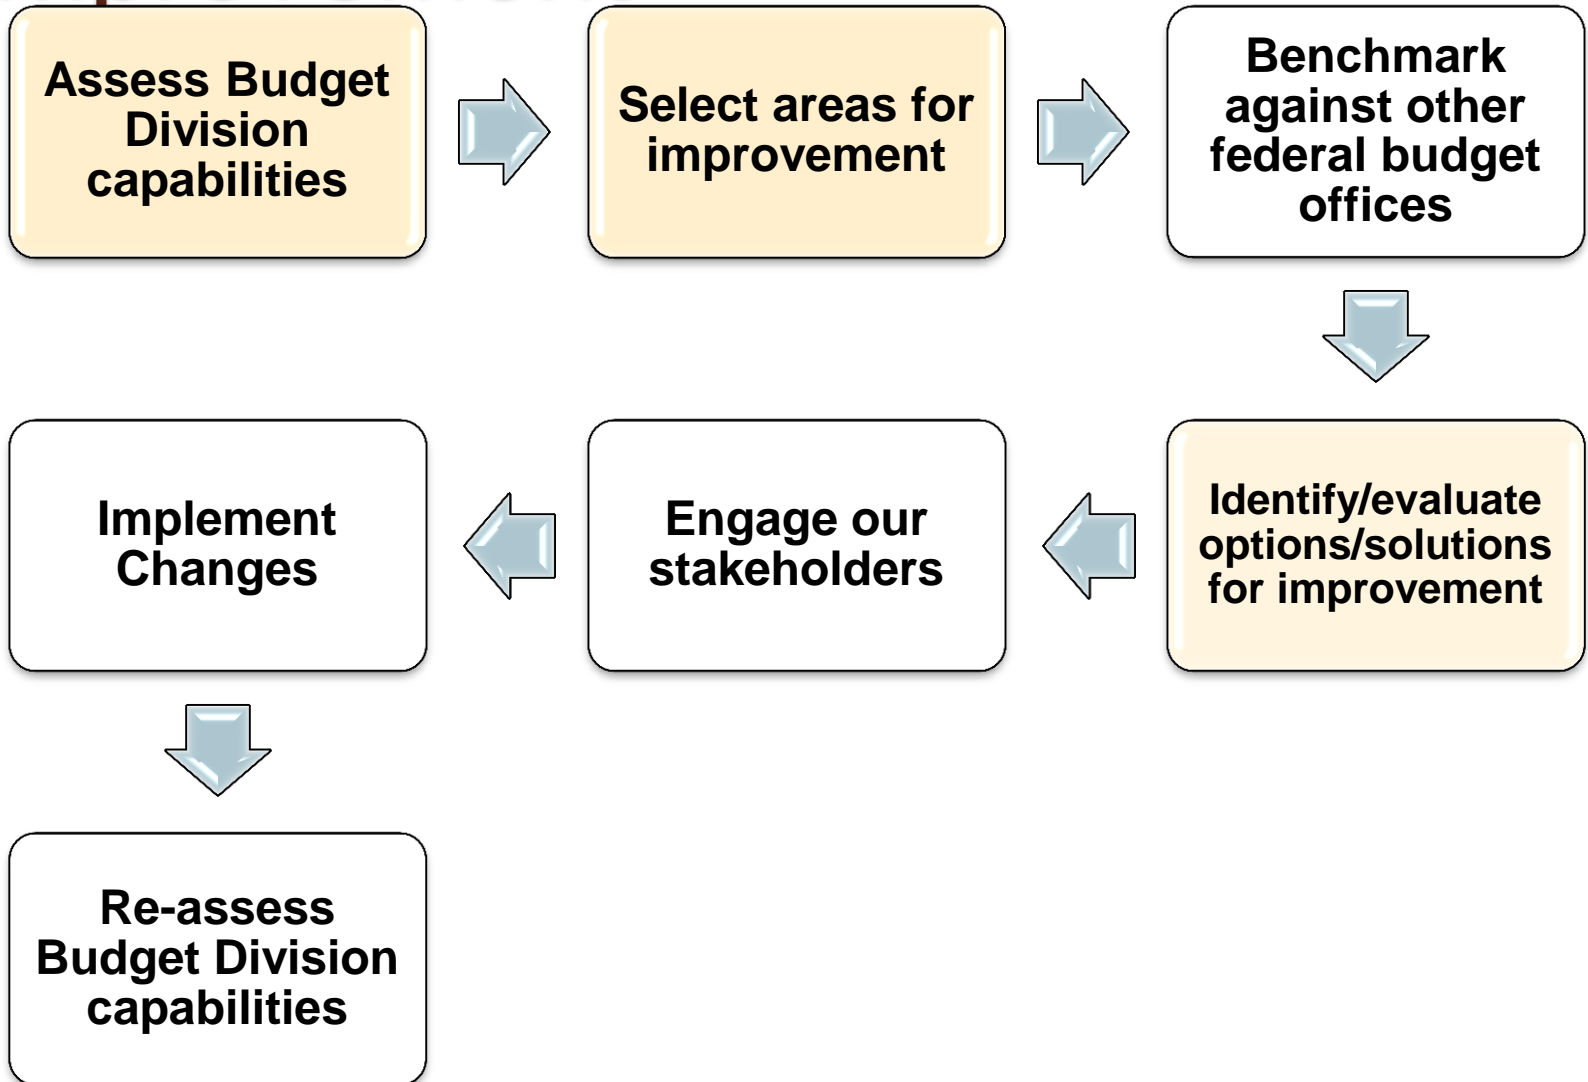 Assess Budget
Division
capabilities
Select areas for
improvement
Benchmark
against other
federal budget
offices
Identify/evaluate
options/solutions
for improvement
Engage our
stakeholders
Implement
Changes
Re-assess
Budget Division
capabilities